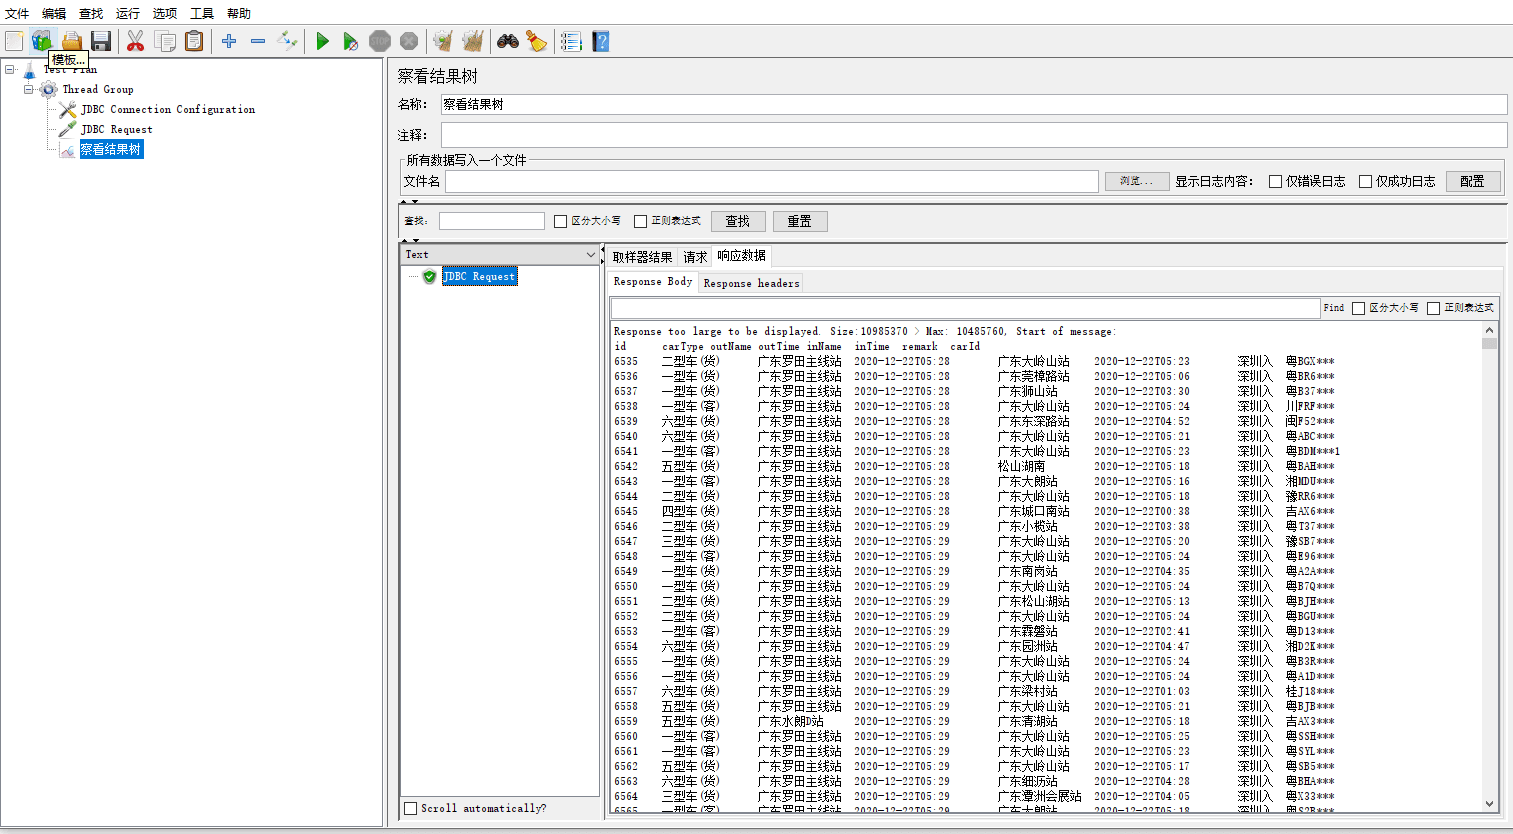 文件 编辑 查找 运行 选项 工具 帮助
模板...
Thread Group
JDBC Connection Configuration
JDBC Request
察看结果树
察看结果树
名称： 察看结果树
注释：
所有数据写入一个文件
文件名 浏览... 显示日志内容： 仅错误日志 仅成功日志 配置
查找： 区分大小写 正则表达式 查找 重置
Text
JDBC Request
Scroll automatically?
取样器结果 请求 响应数据
Response Body Response headers
Find 区分大小写 正则表达式
Response too large to be displayed. Size:10985370 > Max: 10485760, Start of message:
id carType outName outTime inName inTime remark carId
6535 二型车(货) 广东罗田主线站 2020-12-22T05:28 广东大岭山站 2020-12-22T05:23 深圳入 粤BGX***
6536 一型车(货) 广东罗田主线站 2020-12-22T05:28 广东莞樟路站 2020-12-22T05:06 深圳入 粤BR6***
6537 一型车(货) 广东罗田主线站 2020-12-22T05:28 广东狮山站 2020-12-22T03:30 深圳入 粤B37***
6538 一型车(客) 广东罗田主线站 2020-12-22T05:28 广东大岭山站 2020-12-22T05:24 深圳入 川FRF***
6539 六型车(货) 广东罗田主线站 2020-12-22T05:28 广东东深路站 2020-12-22T04:52 深圳入 闽F52***
6540 六型车(货) 广东罗田主线站 2020-12-22T05:28 广东大岭山站 2020-12-22T05:21 深圳入 粤ABC***
6541 一型车(客) 广东罗田主线站 2020-12-22T05:28 广东大岭山站 2020-12-22T05:23 深圳入 粤BDM***1
6542 五型车(货) 广东罗田主线站 2020-12-22T05:28 松山湖南 2020-12-22T05:18 深圳入 粤BAH***
6543 一型车(客) 广东罗田主线站 2020-12-22T05:28 广东大朗站 2020-12-22T05:16 深圳入 湘MDU***
6544 二型车(货) 广东罗田主线站 2020-12-22T05:28 广东大岭山站 2020-12-22T05:18 深圳入 豫RR6***
6545 四型车(货) 广东罗田主线站 2020-12-22T05:28 广东城口南站 2020-12-22T00:38 深圳入 吉AX6***
6546 二型车(货) 广东罗田主线站 2020-12-22T05:29 广东小榄站 2020-12-22T03:38 深圳入 粤T37***
6547 三型车(货) 广东罗田主线站 2020-12-22T05:29 广东大岭山站 2020-12-22T05:20 深圳入 豫SB7***
6548 一型车(客) 广东罗田主线站 2020-12-22T05:29 广东大岭山站 2020-12-22T05:24 深圳入 粤E96***
6549 一型车(货) 广东罗田主线站 2020-12-22T05:29 广东南岗站 2020-12-22T04:35 深圳入 粤A2A***
6550 一型车(货) 广东罗田主线站 2020-12-22T05:29 广东大岭山站 2020-12-22T05:24 深圳入 粤B7Q***
6551 二型车(货) 广东罗田主线站 2020-12-22T05:29 广东松山湖站 2020-12-22T05:13 深圳入 粤BJH***
6552 二型车(货) 广东罗田主线站 2020-12-22T05:29 广东大岭山站 2020-12-22T05:24 深圳入 粤BGU***
6553 一型车(客) 广东罗田主线站 2020-12-22T05:29 广东霖磐站 2020-12-22T02:41 深圳入 粤D13***
6554 六型车(货) 广东罗田主线站 2020-12-22T05:29 广东园洲站 2020-12-22T04:47 深圳入 湘D2K***
6555 一型车(货) 广东罗田主线站 2020-12-22T05:29 广东大岭山站 2020-12-22T05:24 深圳入 粤B3R***
6556 一型车(货) 广东罗田主线站 2020-12-22T05:29 广东大岭山站 2020-12-22T05:24 深圳入 粤A1D***
6557 六型车(货) 广东罗田主线站 2020-12-22T05:29 广东梁村站 2020-12-22T01:03 深圳入 桂J18***
6558 五型车(货) 广东罗田主线站 2020-12-22T05:29 广东大岭山站 2020-12-22T05:21 深圳入 粤BJB***
6559 五型车(货) 广东水朗D站 2020-12-22T05:29 广东清湖站 2020-12-22T05:18 深圳入 吉AX3***
6560 一型车(客) 广东罗田主线站 2020-12-22T05:29 广东大岭山站 2020-12-22T05:25 深圳入 粤SSH***
6561 一型车(客) 广东罗田主线站 2020-12-22T05:29 广东大岭山站 2020-12-22T05:23 深圳入 粤SYL***
6562 五型车(货) 广东罗田主线站 2020-12-22T05:29 广东大岭山站 2020-12-22T05:17 深圳入 粤SB5***
6563 六型车(货) 广东罗田主线站 2020-12-22T05:29 广东细沥站 2020-12-22T04:28 深圳入 粤BHA***
6564 三型车(货) 广东罗田主线站 2020-12-22T05:29 广东潭洲会展站 2020-12-22T04:05 深圳入 粤X33***